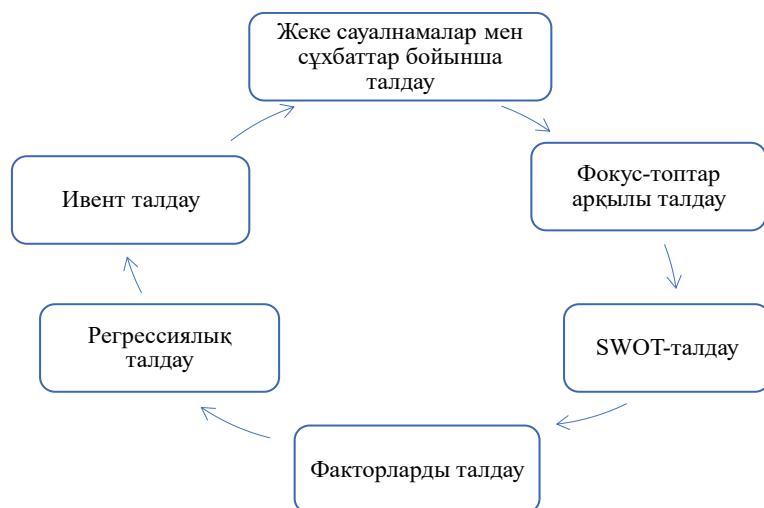 Жеке сауалнамалар мен
сұхбаттар бойынша
талдау
Фокус-топтар
арқылы талдау
SWOT-талдау
Факторларды талдау
Регрессиялық
талдау
Ивент талдау